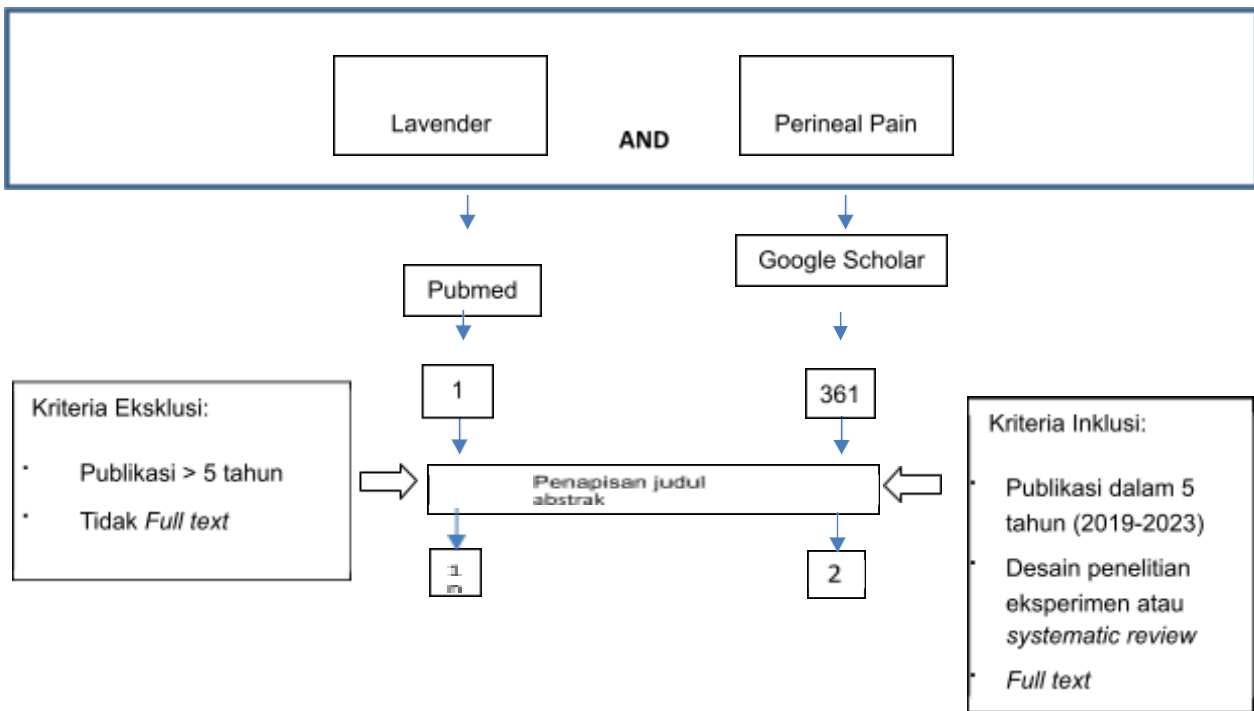 Lavender
AND
Perineal Pain
Pubmed
Google Scholar
1
361
Kriteria Eksklusi:
· Publikasi > 5 tahun
· Tidak Full text
Penapisan judul
abstrak
Kriteria Inklusi:
· Publikasi dalam 5
tahun (2019-2023)
· Desain penelitian
eksperimen atau
systematic review
· Full text
1
2